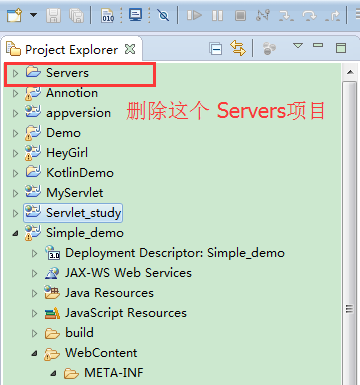 Project Explorer
Servers
Annotion
appversion
删除这个 Servers项目
Demo
HeyGirl
KotlinDemo
MyServlet
Servlet_study
Simple_demo
3.0 Deployment Descriptor: Simple_demo
JAX-WS Web Services
Java Resources
JavaScript Resources
build
WebContent
META-INF